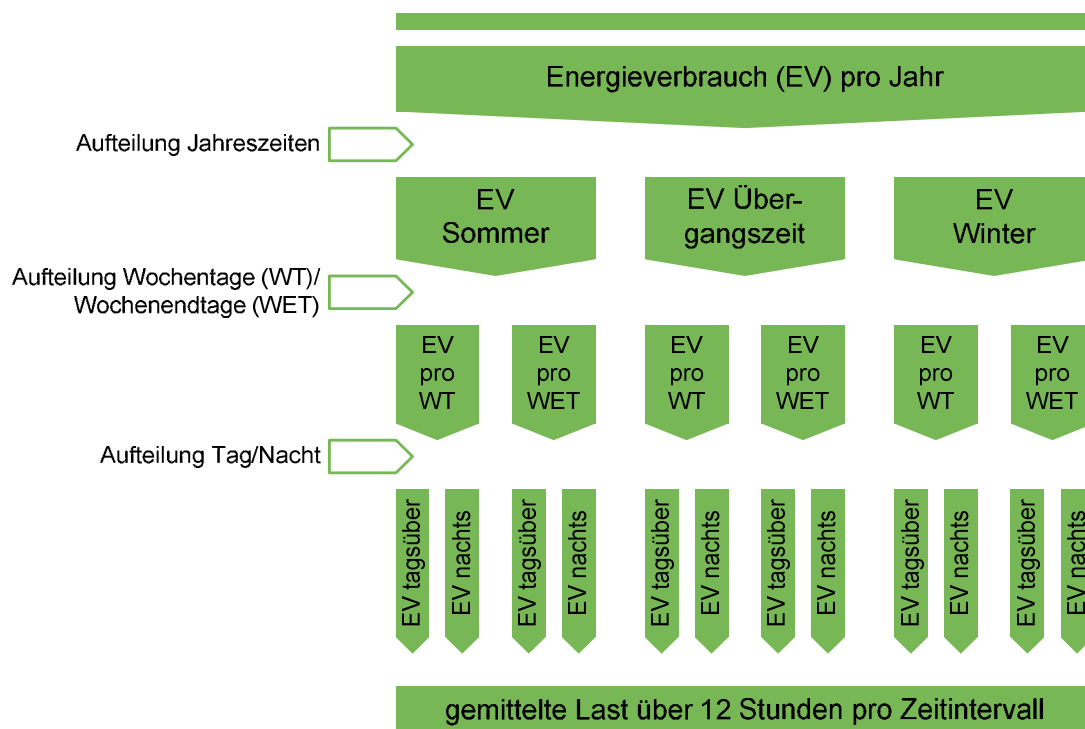 Energieverbrauch (EV) pro Jahr
Aufteilung Jahreszeiten
EV
Sommer
EV Über-
gangszeit
EV
Winter
Aufteilung Wochentage (WT)/
Wochenendtage (WET)
EV
pro
WT
EV
pro
WET
EV
pro
WT
EV
pro
WET
EV
pro
WT
EV
pro
WET
Aufteilung Tag/Nacht
EV tagsüber
EV nachts
EV tagsüber
EV nachts
EV tagsüber
EV nachts
EV tagsüber
EV nachts
EV tagsüber
EV nachts
EV tagsüber
EV nachts
gemittelte Last über 12 Stunden pro Zeitintervall